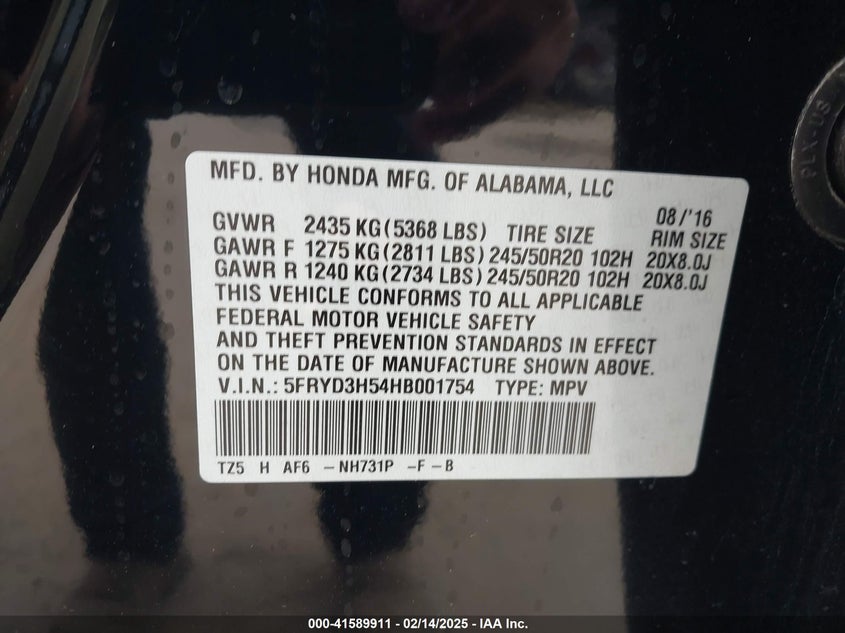 MFD. BY HONDA MFG. OF ALABAMA, LLC
08/'16
GVWR 2435 KG (5368 LBS) TIRE SIZE RIM SIZE
GAWR F 1275 KG (2811 LBS) 245/50R20 102H 20X8.0J
GAWR R 1240 KG (2734 LBS) 245/50R20 102H 20X8.0J
THIS VEHICLE CONFORMS TO ALL APPLICABLE
FEDERAL MOTOR VEHICLE SAFETY
AND THEFT PREVENTION STANDARDS IN EFFECT
ON THE DATE OF MANUFACTURE SHOWN ABOVE.
V.I.N.: 5FRYD3H54HB001754 TYPE: MPV
TZ5 H AF6 – NH731P –F – B
PLX-US
000-41589911 – 02/14/2025 – IAA Inc.